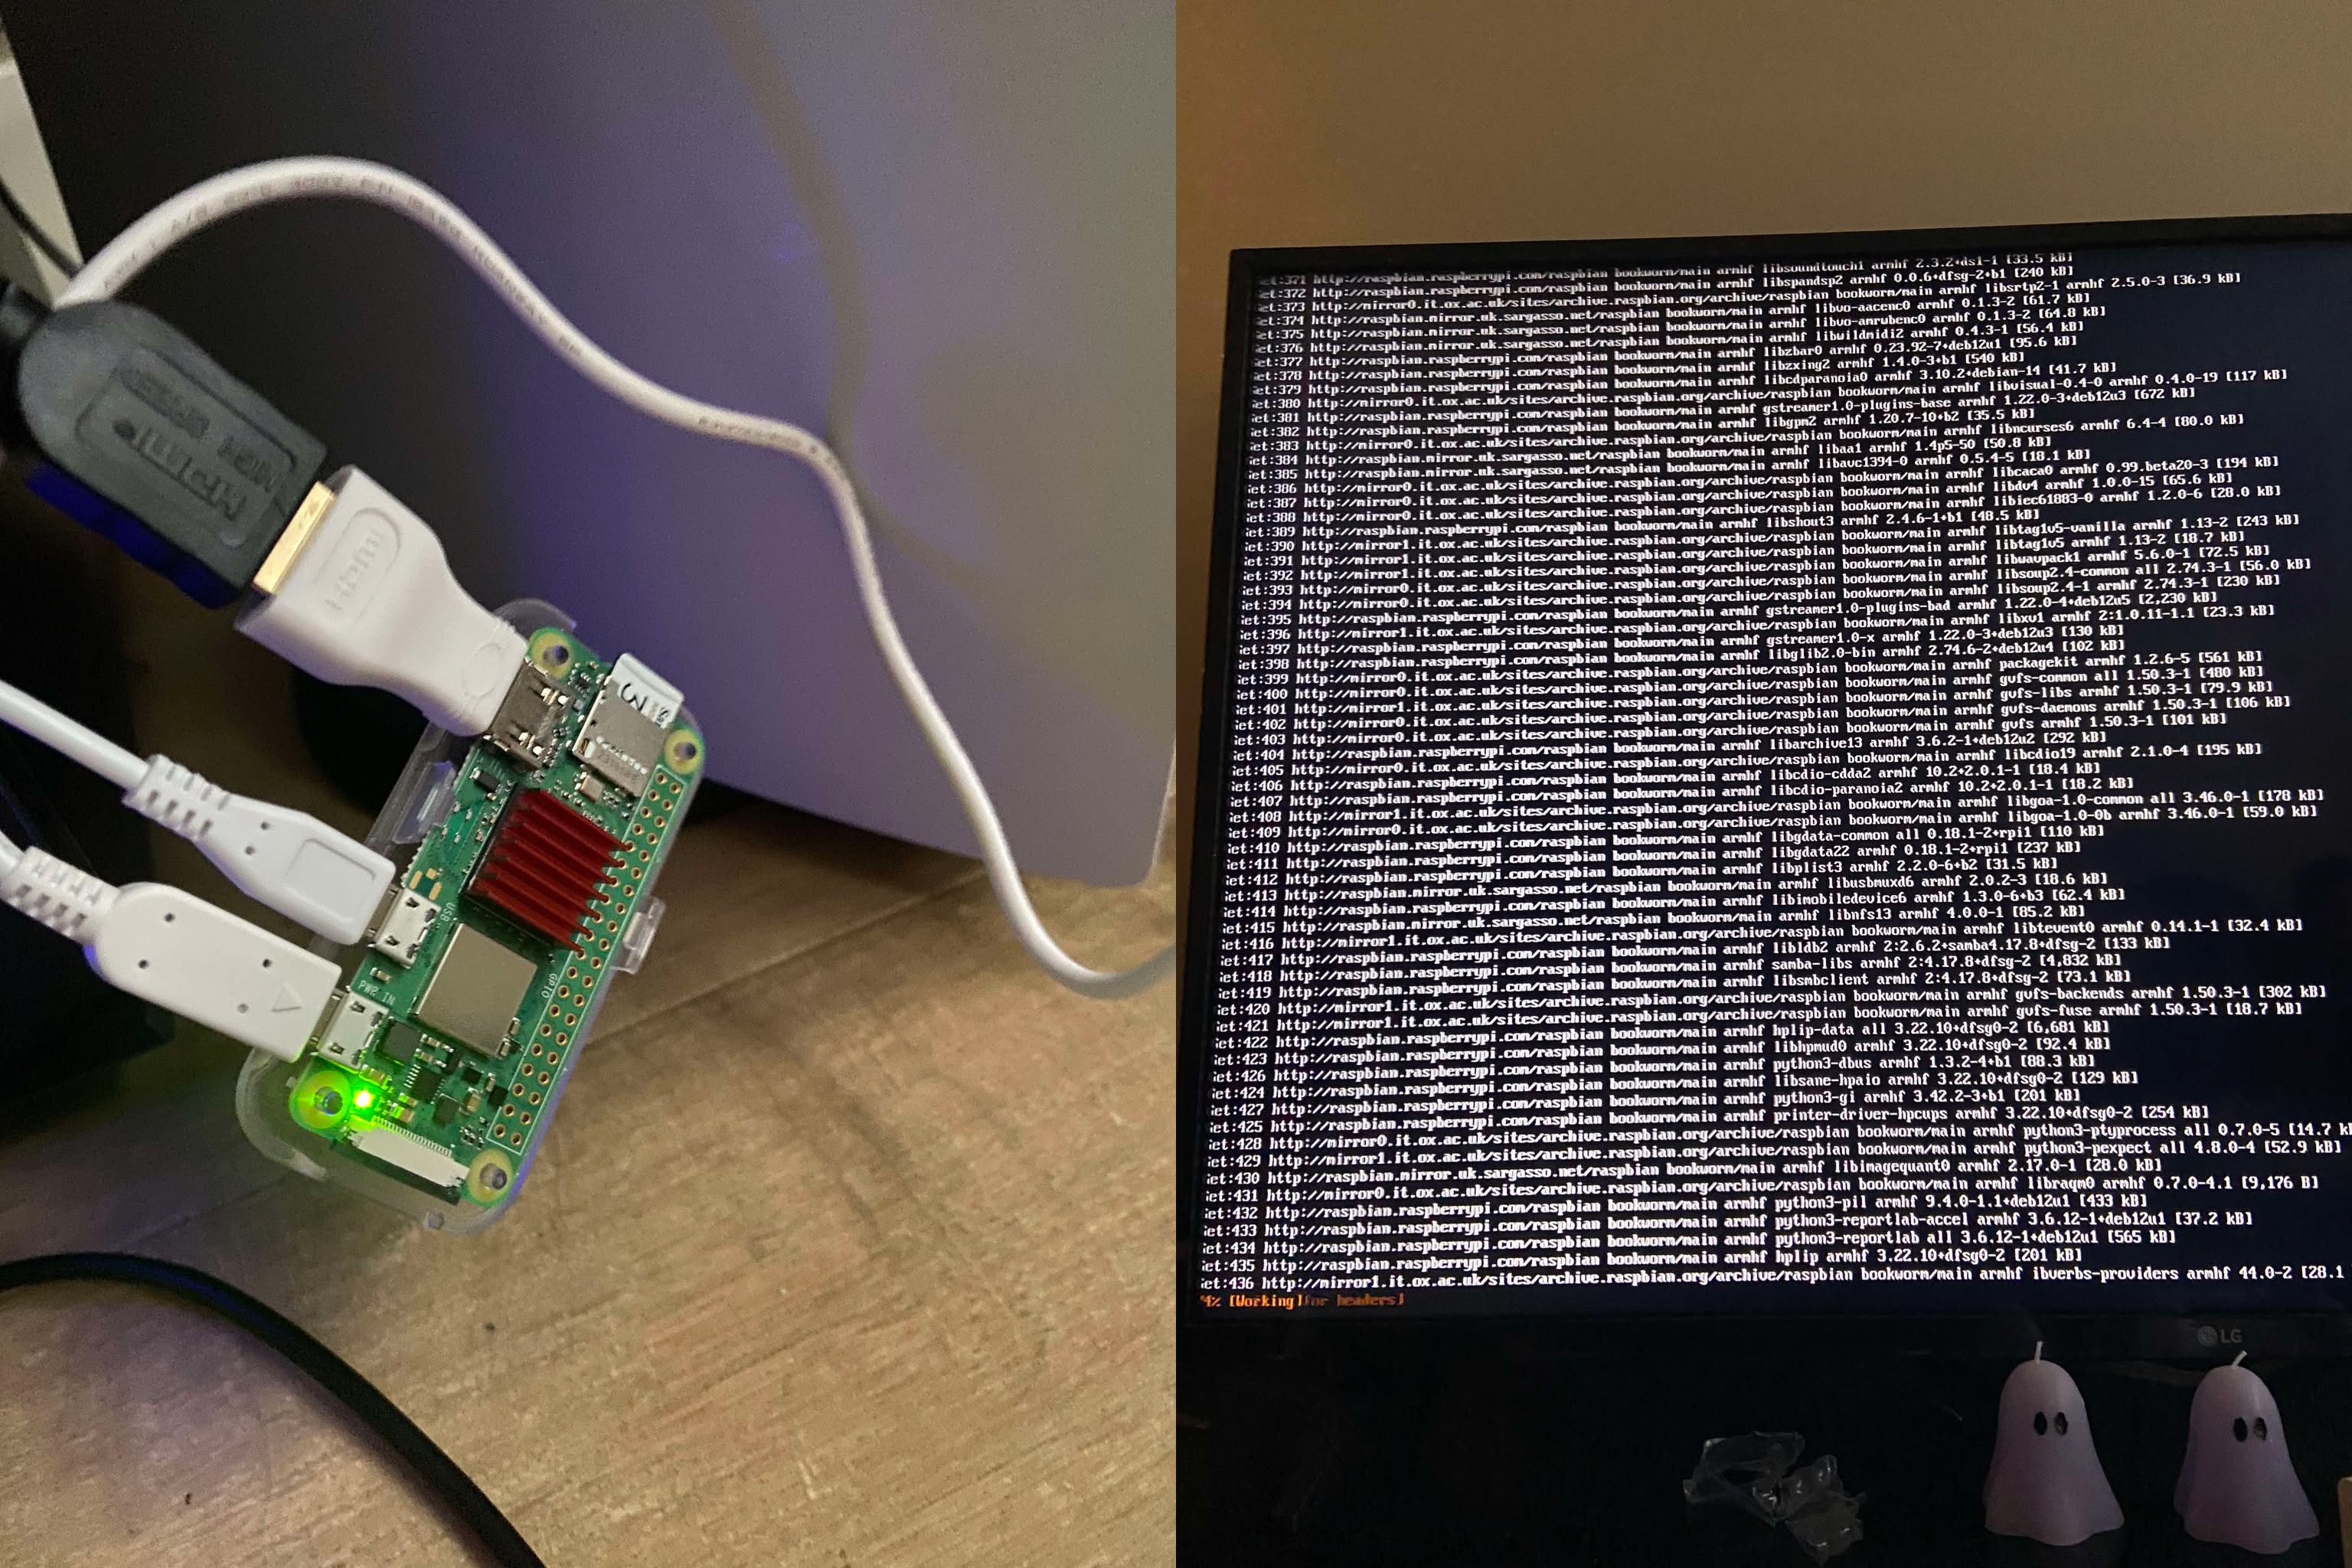 HDMI
USB
PWR IN
GPIO
iet:371 http://raspbian.raspberrypi.com/raspbian bookworm/main armhf libsoundtouch1 armhf 2.3.2+ds1-1 [33.5 kB]
iet:372 http://raspbian.raspberrypi.com/raspbian bookworm/main armhf libspandsp2 armhf 0.0.6+dfsg-2+b1 [240 kB]
iet:373 http://mirror0.it.ox.ac.uk/sites/archive.raspbian.org/archive/raspbian bookworm/main armhf libsrtp2-1 armhf 2.5.0-3 [36.9 kB]
iet:374 http://raspbian.mirror.uk.sargasso.net/raspbian bookworm/main armhf libvo-aacenc0 armhf 0.1.3-2 [61.7 kB]
iet:375 http://raspbian.mirror.uk.sargasso.net/raspbian bookworm/main armhf libvo-amrwbenc0 armhf 0.1.3-2 [64.8 kB]
iet:376 http://raspbian.mirror.uk.sargasso.net/raspbian bookworm/main armhf libwildmidi2 armhf 0.4.3-1 [56.4 kB]
iet:377 http://raspbian.raspberrypi.com/raspbian bookworm/main armhf libzbar0 armhf 0.23.92-7+deb12u1 [95.6 kB]
iet:378 http://raspbian.raspberrypi.com/raspbian bookworm/main armhf libzxing2 armhf 1.4.0-3+b1 [540 kB]
iet:379 http://raspbian.raspberrypi.com/raspbian bookworm/main armhf libcdparanoia0 armhf 3.10.2+debian-14 [41.7 kB]
iet:380 http://mirror0.it.ox.ac.uk/sites/archive.raspbian.org/archive/raspbian bookworm/main armhf libvisual-0.4-0 armhf 0.4.0-19 [117 kB]
iet:381 http://raspbian.raspberrypi.com/raspbian bookworm/main armhf gstreamer1.0-plugins-base armhf 1.22.0-3+deb12u3 [672 kB]
iet:382 http://raspbian.raspberrypi.com/raspbian bookworm/main armhf libgpm2 armhf 1.20.7-10+b2 [35.5 kB]
iet:383 http://mirror0.it.ox.ac.uk/sites/archive.raspbian.org/archive/raspbian bookworm/main armhf libncurses6 armhf 6.4-4 [80.0 kB]
iet:384 http://raspbian.mirror.uk.sargasso.net/raspbian bookworm/main armhf libaa1 armhf 1.4p5-50 [50.8 kB]
iet:385 http://raspbian.mirror.uk.sargasso.net/raspbian bookworm/main armhf libavc1394-0 armhf 0.5.4-5 [18.1 kB]
iet:386 http://mirror0.it.ox.ac.uk/sites/archive.raspbian.org/archive/raspbian bookworm/main armhf libcaca0 armhf 0.99.beta20-3 [194 kB]
iet:387 http://mirror0.it.ox.ac.uk/sites/archive.raspbian.org/archive/raspbian bookworm/main armhf libdv4 armhf 1.0.0-15 [65.6 kB]
iet:388 http://mirror0.it.ox.ac.uk/sites/archive.raspbian.org/archive/raspbian bookworm/main armhf libiec61883-0 armhf 1.2.0-6 [28.0 kB]
iet:389 http://raspbian.raspberrypi.com/raspbian bookworm/main armhf libshout3 armhf 2.4.6-1+b1 [48.5 kB]
iet:390 http://mirror1.it.ox.ac.uk/sites/archive.raspbian.org/archive/raspbian bookworm/main armhf libtag1v5-vanilla armhf 1.13-2 [243 kB]
iet:391 http://mirror1.it.ox.ac.uk/sites/archive.raspbian.org/archive/raspbian bookworm/main armhf libtag1v5 armhf 1.13-2 [18.7 kB]
iet:392 http://mirror1.it.ox.ac.uk/sites/archive.raspbian.org/archive/raspbian bookworm/main armhf libwavpack1 armhf 5.6.0-1 [72.5 kB]
iet:393 http://mirror0.it.ox.ac.uk/sites/archive.raspbian.org/archive/raspbian bookworm/main armhf libsoup2.4-common all 2.74.3-1 [56.0 kB]
iet:394 http://mirror0.it.ox.ac.uk/sites/archive.raspbian.org/archive/raspbian bookworm/main armhf libsoup2.4-1 armhf 2.74.3-1 [230 kB]
iet:395 http://raspbian.raspberrypi.com/raspbian bookworm/main armhf gstreamer1.0-plugins-bad armhf 1.22.0-4+deb12u5 [2,230 kB]
iet:396 http://mirror1.it.ox.ac.uk/sites/archive.raspbian.org/archive/raspbian bookworm/main armhf libxv1 armhf 2:1.0.11-1.1 [23.3 kB]
iet:397 http://raspbian.raspberrypi.com/raspbian bookworm/main armhf gstreamer1.0-x armhf 1.22.0-3+deb12u3 [130 kB]
iet:398 http://raspbian.raspberrypi.com/raspbian bookworm/main armhf libglib2.0-bin armhf 2.74.6-2+deb12u4 [102 kB]
iet:399 http://mirror0.it.ox.ac.uk/sites/archive.raspbian.org/archive/raspbian bookworm/main armhf packagekit armhf 1.2.6-5 [561 kB]
iet:400 http://mirror0.it.ox.ac.uk/sites/archive.raspbian.org/archive/raspbian bookworm/main armhf gvfs-common all 1.50.3-1 [480 kB]
iet:401 http://mirror1.it.ox.ac.uk/sites/archive.raspbian.org/archive/raspbian bookworm/main armhf gvfs-libs armhf 1.50.3-1 [79.9 kB]
iet:402 http://mirror0.it.ox.ac.uk/sites/archive.raspbian.org/archive/raspbian bookworm/main armhf gvfs-daemons armhf 1.50.3-1 [106 kB]
iet:403 http://mirror1.it.ox.ac.uk/sites/archive.raspbian.org/archive/raspbian bookworm/main armhf gvfs armhf 1.50.3-1 [101 kB]
iet:404 http://raspbian.raspberrypi.com/raspbian bookworm/main armhf libarchive13 armhf 3.6.2-1+deb12u2 [292 kB]
iet:405 http://mirror0.it.ox.ac.uk/sites/archive.raspbian.org/archive/raspbian bookworm/main armhf libcdio19 armhf 2.1.0-4 [195 kB]
iet:406 http://raspbian.raspberrypi.com/raspbian bookworm/main armhf libcdio-cdda2 armhf 10.2+2.0.1-1 [18.4 kB]
iet:407 http://raspbian.raspberrypi.com/raspbian bookworm/main armhf libcdio-paranoia2 armhf 10.2+2.0.1-1 [18.2 kB]
iet:408 http://mirror1.it.ox.ac.uk/sites/archive.raspbian.org/archive/raspbian bookworm/main armhf libgoa-1.0-common all 3.46.0-1 [178 kB]
iet:409 http://mirror0.it.ox.ac.uk/sites/archive.raspbian.org/archive/raspbian bookworm/main armhf libgoa-1.0-0b armhf 3.46.0-1 [59.0 kB]
iet:410 http://raspbian.raspberrypi.com/raspbian bookworm/main armhf libgdata-common all 0.18.1-2+rpi1 [110 kB]
iet:411 http://raspbian.raspberrypi.com/raspbian bookworm/main armhf libgdata22 armhf 0.18.1-2+rpi1 [237 kB]
iet:412 http://raspbian.raspberrypi.com/raspbian bookworm/main armhf libplist3 armhf 2.2.0-6+b2 [31.5 kB]
iet:413 http://raspbian.mirror.uk.sargasso.net/raspbian bookworm/main armhf libusbmuxd6 armhf 2.0.2-3 [18.6 kB]
iet:414 http://raspbian.raspberrypi.com/raspbian bookworm/main armhf libimobiledevice6 armhf 1.3.0-6+b3 [62.4 kB]
iet:415 http://raspbian.mirror.uk.sargasso.net/raspbian bookworm/main armhf libnfs13 armhf 4.0.0-1 [85.2 kB]
iet:416 http://mirror1.it.ox.ac.uk/sites/archive.raspbian.org/archive/raspbian bookworm/main armhf libtevent0 armhf 0.14.1-1 [32.4 kB]
iet:417 http://raspbian.raspberrypi.com/raspbian bookworm/main armhf libldb2 armhf 2:2.6.2+samba4.17.8+dfsg-2 [133 kB]
iet:418 http://raspbian.raspberrypi.com/raspbian bookworm/main armhf samba-libs armhf 2:4.17.8+dfsg-2 [4,832 kB]
iet:419 http://raspbian.raspberrypi.com/raspbian bookworm/main armhf libsmbclient armhf 2:4.17.8+dfsg-2 [73.1 kB]
iet:420 http://mirror1.it.ox.ac.uk/sites/archive.raspbian.org/archive/raspbian bookworm/main armhf gvfs-backends armhf 1.50.3-1 [302 kB]
iet:421 http://mirror1.it.ox.ac.uk/sites/archive.raspbian.org/archive/raspbian bookworm/main armhf gvfs-fuse armhf 1.50.3-1 [18.7 kB]
iet:422 http://raspbian.raspberrypi.com/raspbian bookworm/main armhf hplip-data all 3.22.10+dfsg0-2 [6,681 kB]
iet:423 http://raspbian.raspberrypi.com/raspbian bookworm/main armhf libhpmud0 armhf 3.22.10+dfsg0-2 [92.4 kB]
iet:426 http://raspbian.raspberrypi.com/raspbian bookworm/main armhf python3-dbus armhf 1.3.2-4+b1 [88.3 kB]
iet:424 http://raspbian.raspberrypi.com/raspbian bookworm/main armhf libsane-hpaio armhf 3.22.10+dfsg0-2 [129 kB]
iet:427 http://raspbian.raspberrypi.com/raspbian bookworm/main armhf python3-gi armhf 3.42.2-3+b1 [201 kB]
iet:425 http://raspbian.raspberrypi.com/raspbian bookworm/main armhf printer-driver-hpcups armhf 3.22.10+dfsg0-2 [254 kB]
iet:428 http://mirror0.it.ox.ac.uk/sites/archive.raspbian.org/archive/raspbian bookworm/main armhf python3-ptyprocess all 0.7.0-5 [14.7 k
iet:429 http://mirror1.it.ox.ac.uk/sites/archive.raspbian.org/archive/raspbian bookworm/main armhf python3-pexpect all 4.8.0-4 [52.9 kB]
iet:430 http://raspbian.mirror.uk.sargasso.net/raspbian bookworm/main armhf libimagequant0 armhf 2.17.0-1 [28.0 kB]
iet:431 http://mirror0.it.ox.ac.uk/sites/archive.raspbian.org/archive/raspbian bookworm/main armhf libraqm0 armhf 0.7.0-4.1 [9,176 B]
iet:432 http://raspbian.raspberrypi.com/raspbian bookworm/main armhf python3-pil armhf 9.4.0-1.1+deb12u1 [433 kB]
iet:433 http://raspbian.raspberrypi.com/raspbian bookworm/main armhf python3-reportlab-accel armhf 3.6.12-1+deb12u1 [37.2 kB]
iet:434 http://raspbian.raspberrypi.com/raspbian bookworm/main armhf python3-reportlab all 3.6.12-1+deb12u1 [565 kB]
iet:435 http://raspbian.raspberrypi.com/raspbian bookworm/main armhf hplip armhf 3.22.10+dfsg0-2 [201 kB]
iet:436 http://mirror1.it.ox.ac.uk/sites/archive.raspbian.org/archive/raspbian bookworm/main armhf ibverbs-providers armhf 44.0-2 [28.1
4% [Working]for headers]
LG